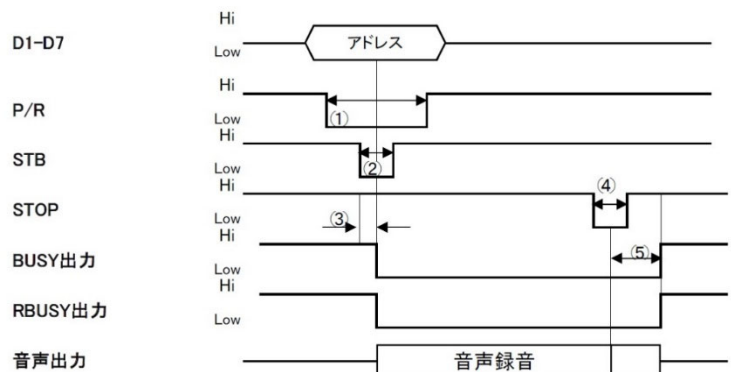 Hi
D1-D7
アドレス
Low
Hi
P/R
(1)
Low
Hi
STB
(2)
Low
Hi
(4)
STOP
(3)
Low
Hi
BUSY出力
(5)
Low
Hi
RBUSY出力
Low
音声出力
音声録音